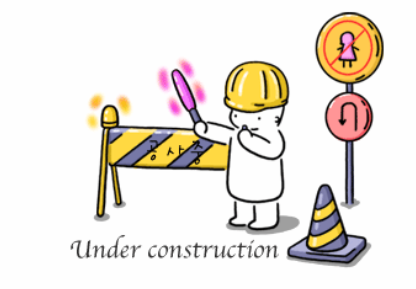 공사중
Under construction